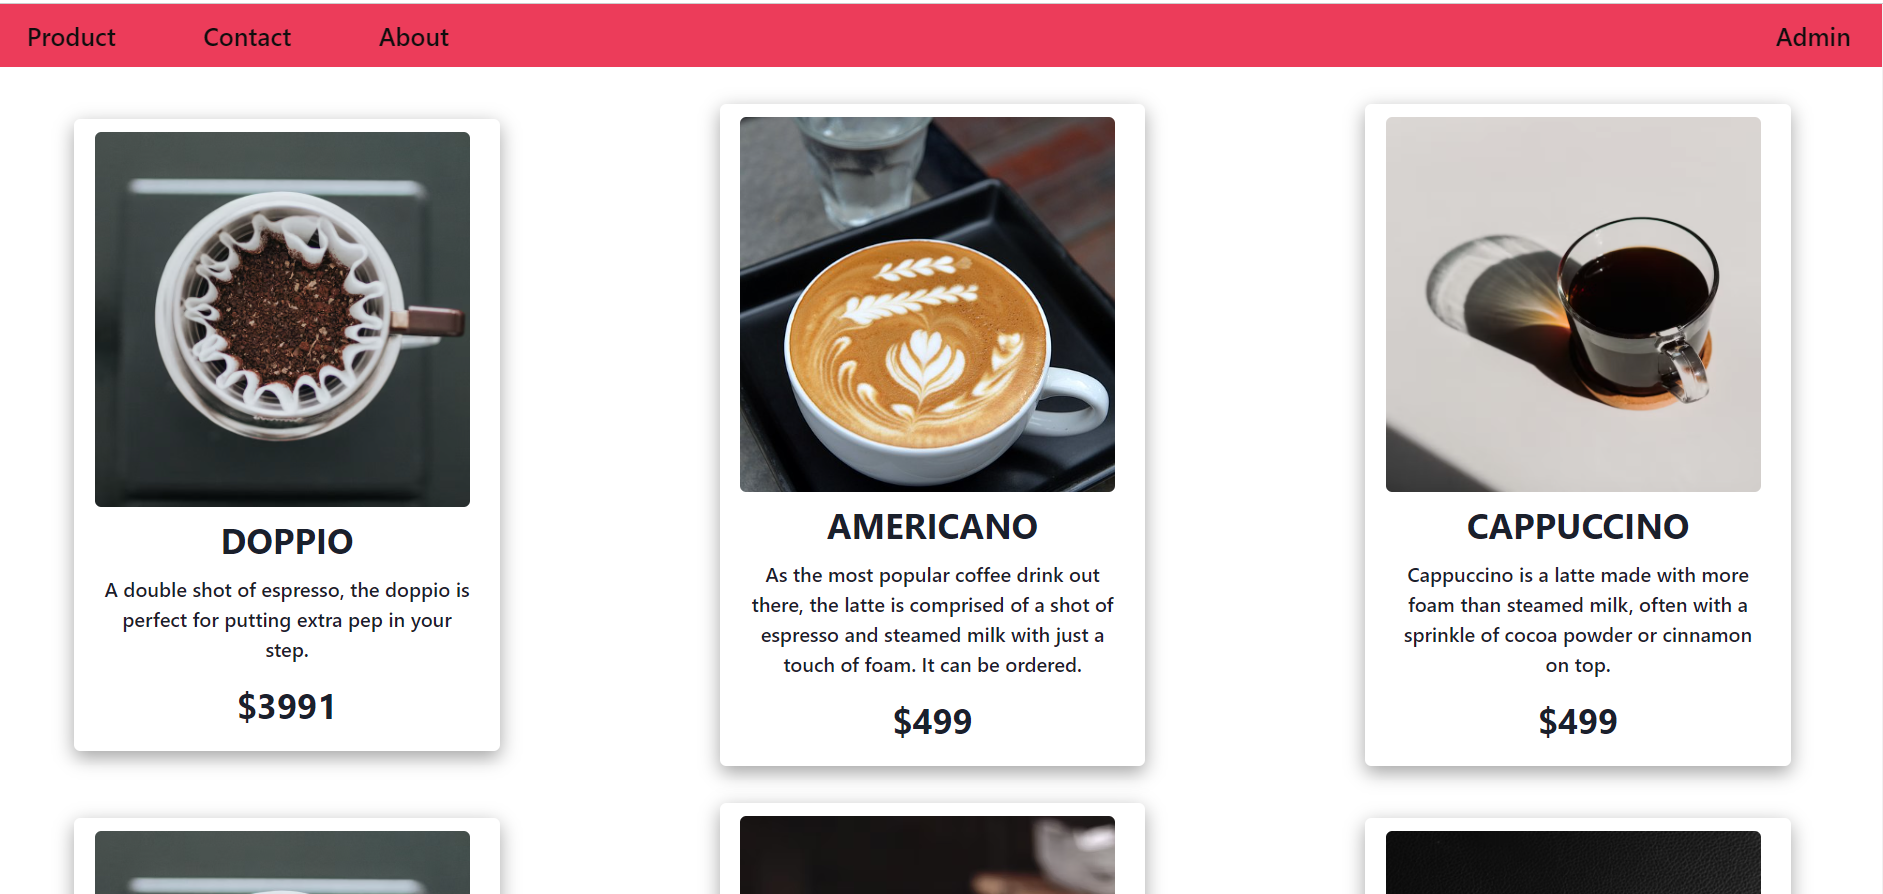 Product
Contact
About
Admin
DOPPIO
A double shot of espresso, the doppio is
perfect for putting extra pep in your
step.
$3991
AMERICANO
As the most popular coffee drink out
there, the latte is comprised of a shot of
espresso and steamed milk with just a
touch of foam. It can be ordered.
$499
CAPPUCCINO
Cappuccino is a latte made with more
foam than steamed milk, often with a
sprinkle of cocoa powder or cinnamon
on top.
$499